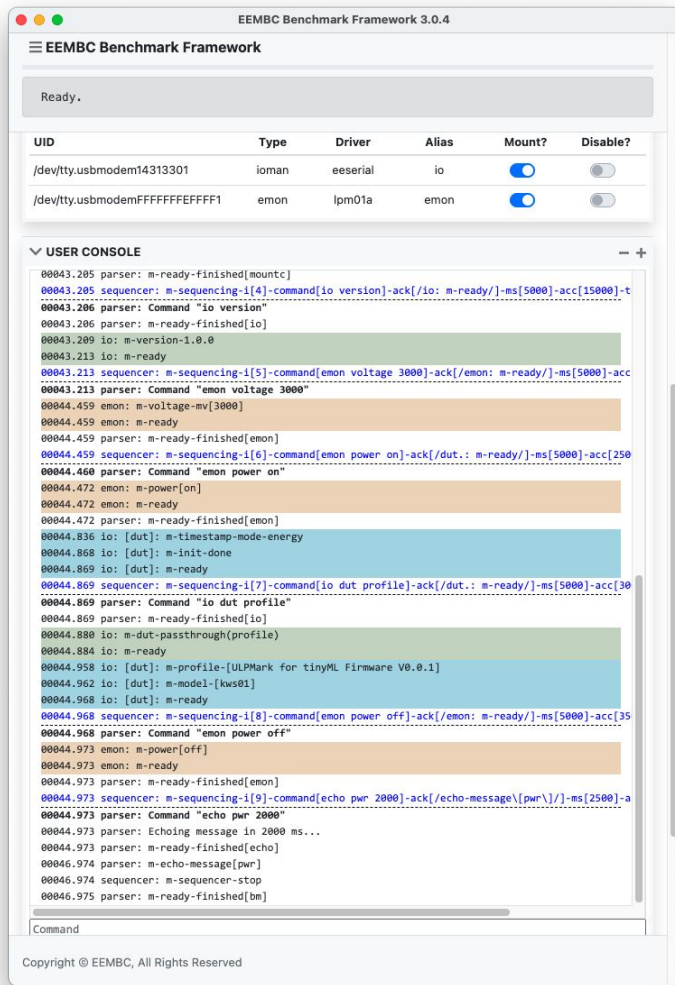 EEMBC Benchmark Framework 3.0.4
EEMBC Benchmark Framework
Ready.
UID Type Driver Alias Mount? Disable?
/dev/tty.usbmodem14313301 ioman eeserial io
/dev/tty.usbmodemFFFFFFFEFFFF1 emon lpm01a emon
USER CONSOLE
00043.205 parser: m-ready-finished[mountc]
00043.205 sequencer: m-sequencing-i[4]-command[io version]-ack[/io: m-ready/]-ms[5000]-acc[15000]-t
00043.206 parser: Command "io version"
00043.206 parser: m-ready-finished[io]
00043.209 io: m-version-1.0.0
00043.213 io: m-ready
00043.213 sequencer: m-sequencing-i[5]-command[emon voltage 3000]-ack[/emon: m-ready/]-ms[5000]-acc
00043.213 parser: Command "emon voltage 3000"
00044.459 emon: m-voltage-mv[3000]
00044.459 emon: m-ready
00044.459 parser: m-ready-finished[emon]
00044.459 sequencer: m-sequencing-i[6]-command[emon power on]-ack[/dut.: m-ready/]-ms[5000]-acc[250
00044.460 parser: Command "emon power on"
00044.472 emon: m-power[on]
00044.472 emon: m-ready
00044.472 parser: m-ready-finished[emon]
00044.836 io: [dut]: m-timestamp-mode-energy
00044.868 io: [dut]: m-init-done
00044.869 io: [dut]: m-ready
00044.869 sequencer: m-sequencing-i[7]-command[io dut profile]-ack[/dut.: m-ready/]-ms[5000]-acc[30
00044.869 parser: Command "io dut profile"
00044.869 parser: m-ready-finished[io]
00044.880 io: m-dut-passthrough(profile)
00044.884 io: m-ready
00044.958 io: [dut]: m-profile-[ULPMark for tinyML Firmware V0.0.1]
00044.962 io: [dut]: m-model-[kws01]
00044.968 io: [dut]: m-ready
00044.968 sequencer: m-sequencing-i[8]-command[emon power off]-ack[/emon: m-ready/]-ms[5000]-acc[35
00044.968 parser: Command "emon power off"
00044.973 emon: m-power[off]
00044.973 emon: m-ready
00044.973 parser: m-ready-finished[emon]
00044.973 sequencer: m-sequencing-i[9]-command[echo pwr 2000]-ack[/echo-message\[pwr\]/]-ms[2500]-a
00044.973 parser: Command "echo pwr 2000"
00044.973 parser: Echoing message in 2000 ms...
00044.973 parser: m-ready-finished[echo]
00046.974 parser: m-echo-message[pwr]
00046.974 sequencer: m-sequencer-stop
00046.975 parser: m-ready-finished[bm]
Command
Copyright © EEMBC, All Rights Reserved